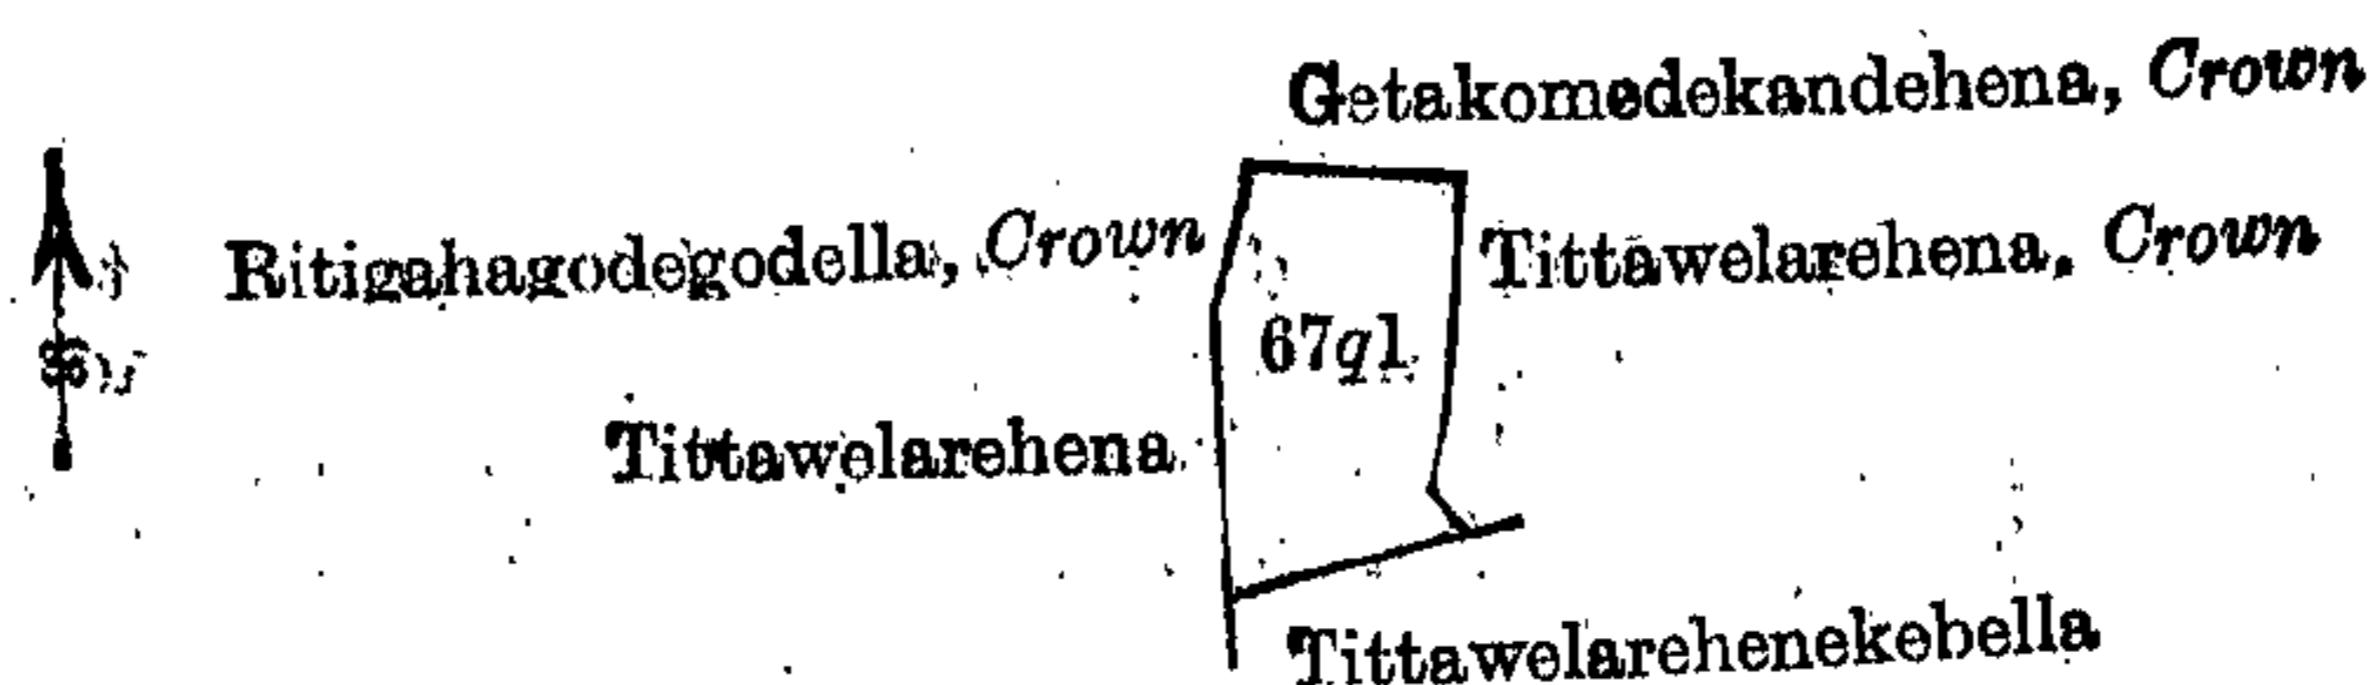 Getakomedekandehena, Crown
Ritigahagodegodella, Crown
Tittawelarehena, Crown
67q1
Tittawelarehena
Tittawelarehenekebella